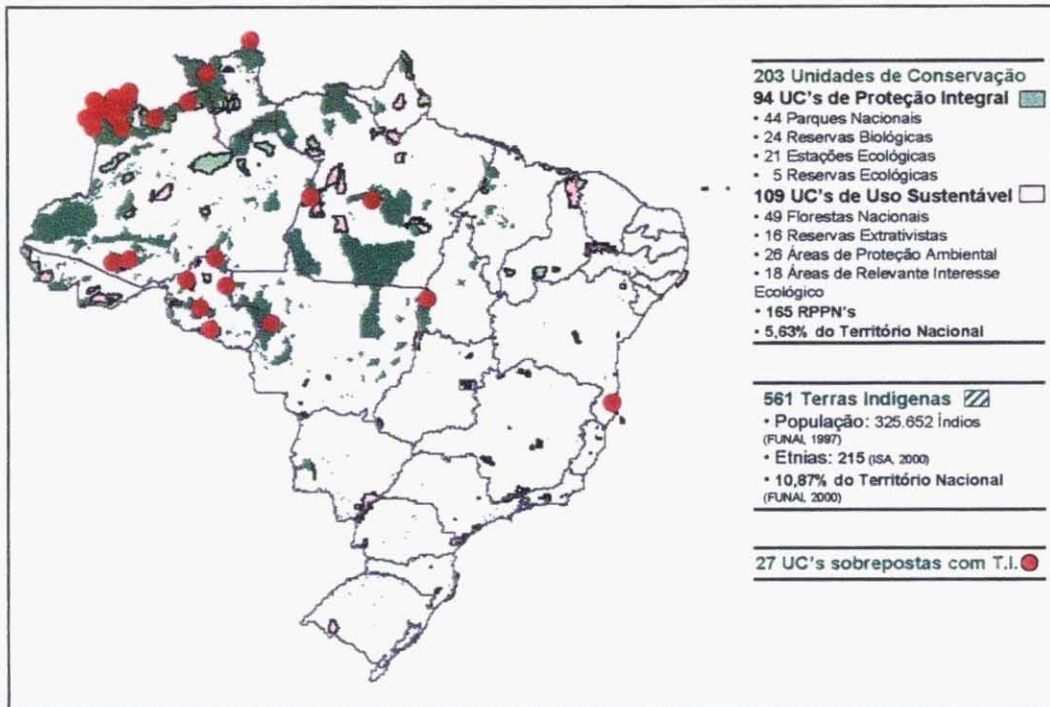 203 Unidades de Conservação
94 UC's de Proteção Integral
• 44 Parques Nacionais
• 24 Reservas Biológicas
• 21 Estações Ecológicas
• 5 Reservas Ecológicas
109 UC's de Uso Sustentável
• 49 Florestas Nacionais
• 16 Reservas Extrativistas
• 26 Áreas de Proteção Ambiental
• 18 Áreas de Relevante Interesse
Ecológico
• 165 RPPN's
• 5,63% do Território Nacional
561 Terras Indigenas
• População: 325.652 Índios
(FUNAI, 1997)
• Etnias: 215 (ISA, 2000)
• 10,87% do Território Nacional
(FUNAI, 2000)
27 UC's sobrepostas com T.I.